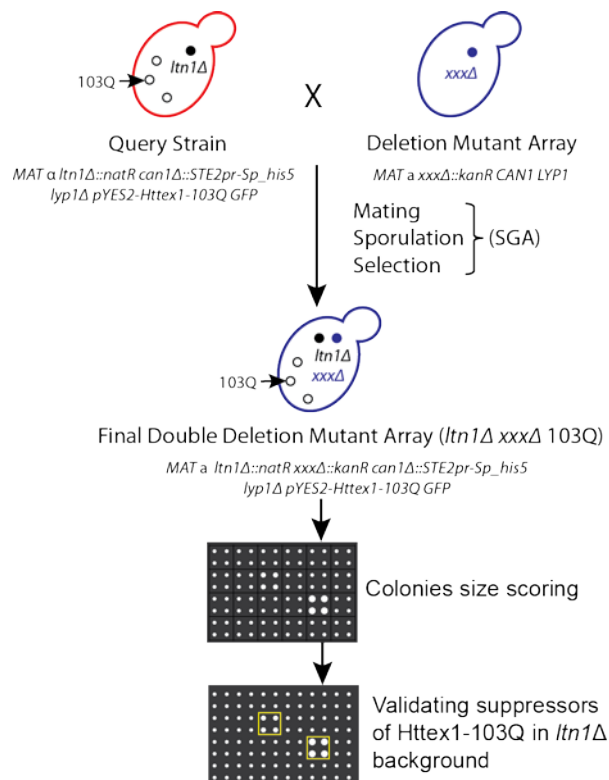 ltn1Δ
103Q
xxxΔ
X
Query Strain
Deletion Mutant Array
MAT α ltn1Δ::natR can1Δ::STE2pr-Sp_his5
lyp1Δ pYES2-Httex1-103Q GFP
MAT a xxxΔ::kanR CAN1 LYP1
Mating
Sporulation
(SGA)
Selection
ltn1Δ
xxxΔ
103Q
Final Double Deletion Mutant Array (ltn1Δ xxxΔ 103Q)
MAT a ltn1Δ::natR xxxΔ::kanR can1Δ::STE2pr-Sp_his5
lyp1Δ pYES2-Httex1-103Q GFP
Colonies size scoring
Validating suppressors
of Httex1-103Q in ltn1Δ
background